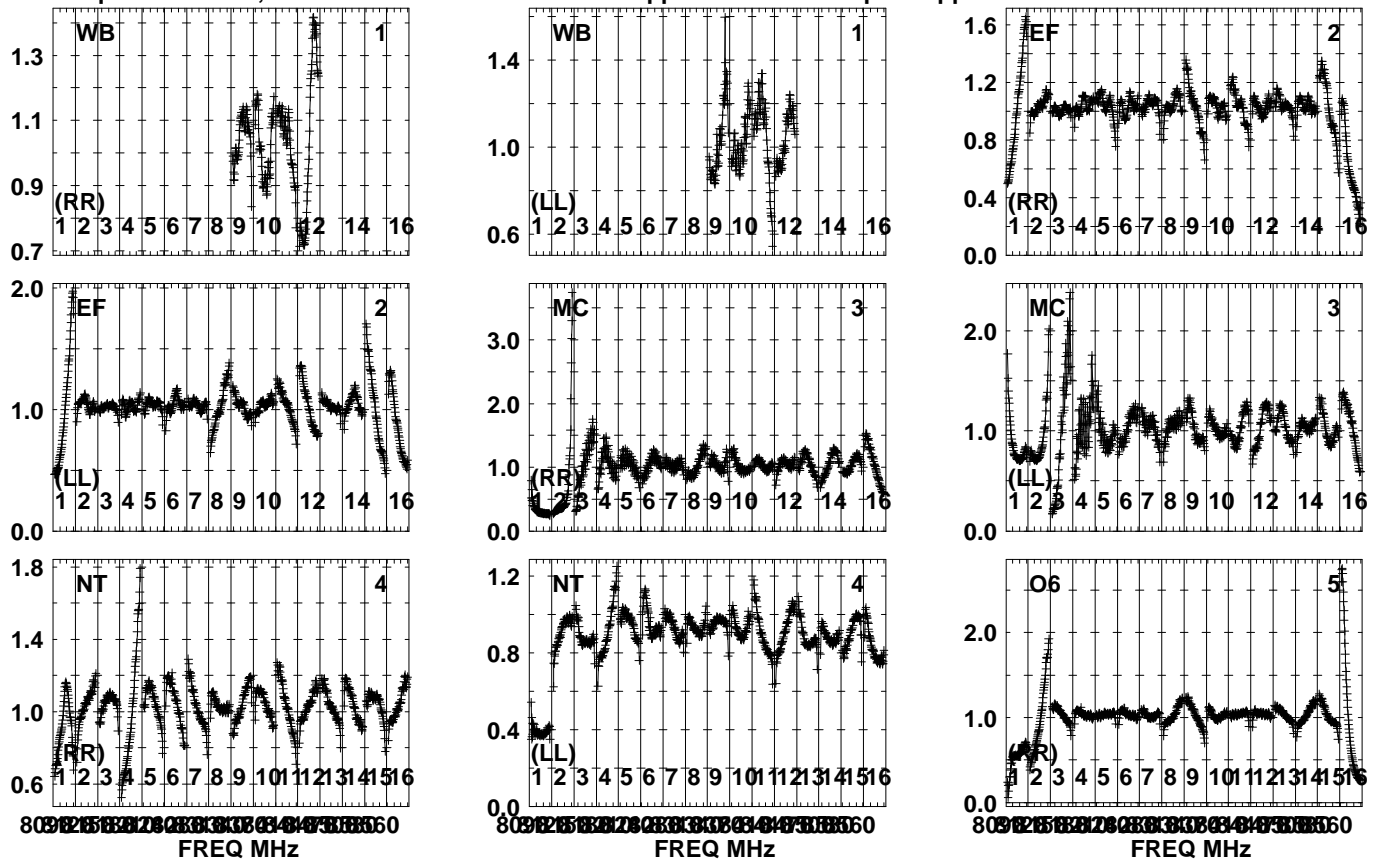 WB 1
1.3
1.1
0.9
0.7
(RR)
1 2 3 4 5 6 7 8 9 10 12 14 16
WB 1
1.4
1.0
0.6
(LL)
1 2 3 4 5 6 7 8 9 10 12 14 16
EF 2
1.6
1.2
0.8
0.4
0.0
(RR)
1 2 3 4 5 6 7 8 9 10 12 14 16
EF 2
2.0
1.0
0.0
(LL)
1 2 3 4 5 6 7 8 9 10 12 14 16
MC 3
3.0
2.0
1.0
0.0
(RR)
1 2 3 4 5 6 7 8 9 10 12 14 16
MC 3
2.0
1.0
0.0
(LL)
1 2 3 4 5 6 7 8 9 10 12 14 16
NT 4
1.8
1.4
1.0
0.6
(RR)
1 2 3 4 5 6 7 8 9 10 11 12 13 14 15 16
FREQ MHz
NT 4
1.2
0.8
0.4
0.0
(LL)
1 2 3 4 5 6 7 8 9 10 11 12 13 14 15 16
FREQ MHz
O6 5
2.0
1.0
0.0
(RR)
1 2 3 4 5 6 7 8 9 10 11 12 13 14 15 16
FREQ MHz